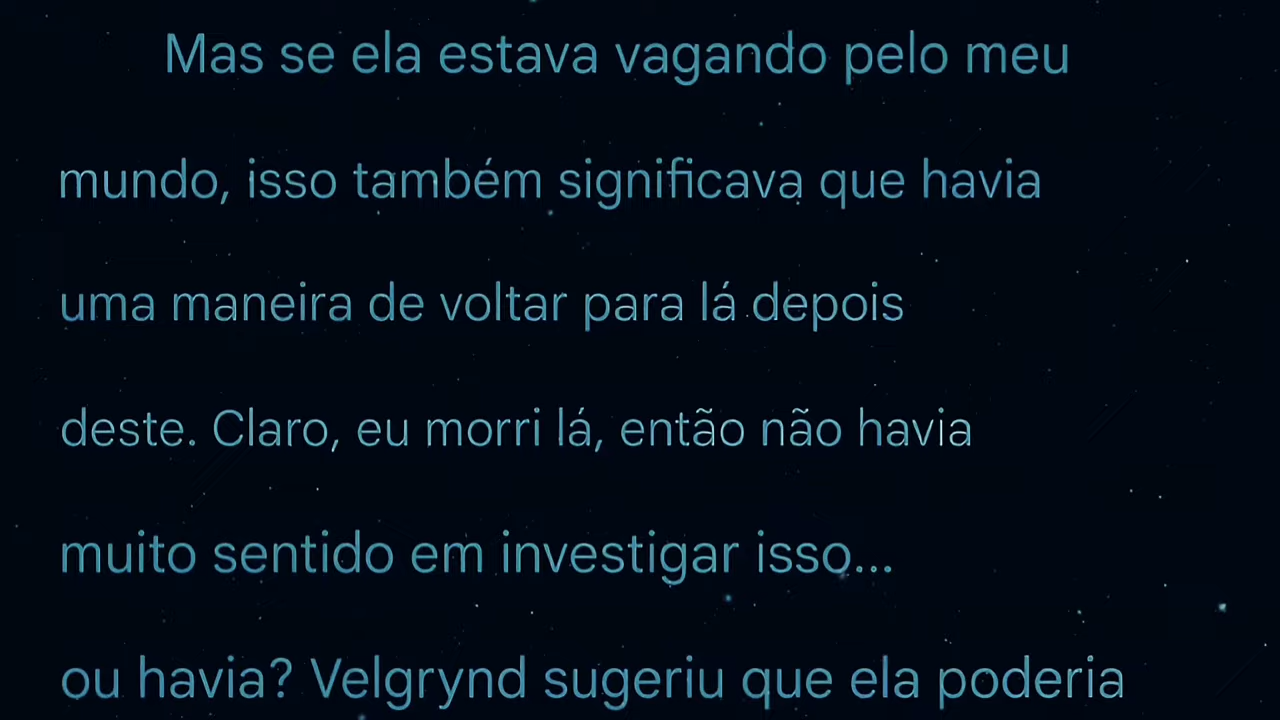 Mas se ela estava vagando pelo meu
mundo, isso também significava que havia
uma maneira de voltar para lá depois
deste. Claro, eu morri lá, então não havia
muito sentido em investigar isso...
ou havia? Velgrynd sugeriu que ela poderia